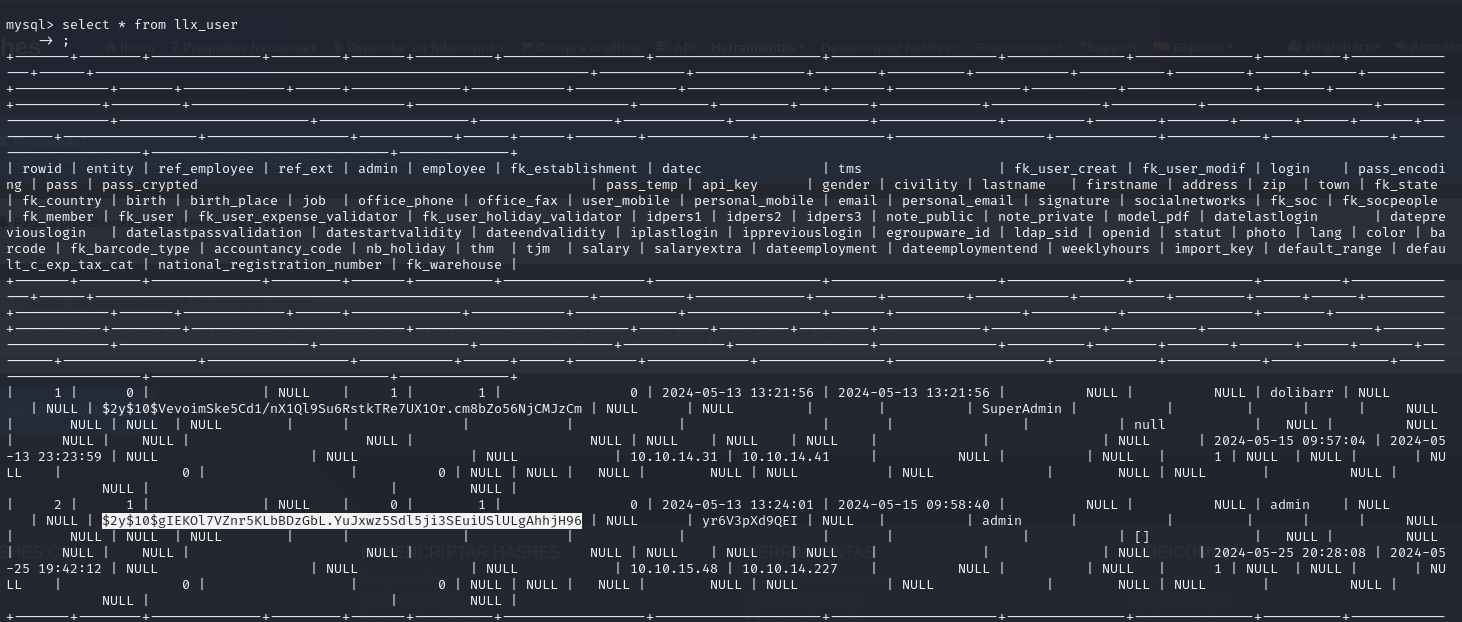 mysql> select * from llx_user
    -> ;
| rowid | entity | ref_employee | ref_ext | admin | employee | fk_establishment | datec               | tms                 | fk_user_creat | fk_user_modif | login    | pass_encodi
ng | pass | pass_crypted                                                 | pass_temp | api_key      | gender | civility | lastname   | firstname | address | zip  | town | fk_state
 | fk_country | birth | birth_place | job  | office_phone | office_fax | user_mobile | personal_mobile | email | personal_email | signature | socialnetworks | fk_soc | fk_socpeople
 | fk_member | fk_user | fk_user_expense_validator | fk_user_holiday_validator | idpers1 | idpers2 | idpers3 | note_public | note_private | model_pdf | datelastlogin       | datepre
viouslogin   | datelastpassvalidation | datestartvalidity | dateendvalidity | iplastlogin | ippreviouslogin | egroupware_id | ldap_sid | openid | statut | photo | lang | color | ba
rcode | fk_barcode_type | accountancy_code | nb_holiday | thm  | tjm  | salary | salaryextra | dateemployment | dateemploymentend | weeklyhours | import_key | default_range | defau
lt_c_exp_tax_cat | national_registration_number | fk_warehouse |
|     1 |      0 |              | NULL    |     1 |        1 |                0 | 2024-05-13 13:21:56 | 2024-05-13 13:21:56 |          NULL |          NULL | dolibarr | NULL
   | NULL | $2y$10$VevoimSke5Cd1/nX1Ql9Su6RstkTRe7UX1Or.cm8bZo56NjCMJzCm | NULL      | NULL         |        |          | SuperAdmin |           |         |      |      |     NULL
 |       NULL | NULL  | NULL        |      |              |            |             |                 |       |                |           | null           |   NULL |         NULL
 |      NULL |    NULL |                      NULL |                      NULL | NULL    | NULL    | NULL    |             |              | NULL      | 2024-05-15 09:57:04 | 2024-05
-13 23:23:59 | NULL                   | NULL              | NULL            | 10.10.14.31 | 10.10.14.41     |               NULL |          | NULL   |      1 | NULL  | NULL |       | NU
LL    |               0 |                  |          0 | NULL | NULL |   NULL |        NULL | NULL           | NULL              |        NULL | NULL       |          NULL |
            NULL |                              |         NULL |
|     2 |      1 |              | NULL    |     0 |        1 |                0 | 2024-05-13 13:24:01 | 2024-05-15 09:58:40 |          NULL |          NULL | admin    | NULL
   | NULL | $2y$10$gIEKOl7VZnr5KLbBDzGbL.YuJxwz5Sdl5ji3SEuiUSlULgAhhjH96 | NULL      | yr6V3pXd9QEI | NULL   |          | admin      |           |         |      |      |     NULL
 |       NULL | NULL  | NULL        |      |              |            |             |                 |       |                |           | []             |   NULL |         NULL
 |      NULL |    NULL |                      NULL |                      NULL | NULL    | NULL    | NULL    |             |              | NULL      | 2024-05-25 20:28:08 | 2024-05
-25 19:42:12 | NULL                   | NULL              | NULL            | 10.10.15.48 | 10.10.14.227    |               NULL |          | NULL   |      1 | NULL  | NULL |       | NU
LL    |               0 |                  |          0 | NULL | NULL |   NULL |        NULL | NULL           | NULL              |        NULL | NULL       |          NULL |
            NULL |                              |         NULL |